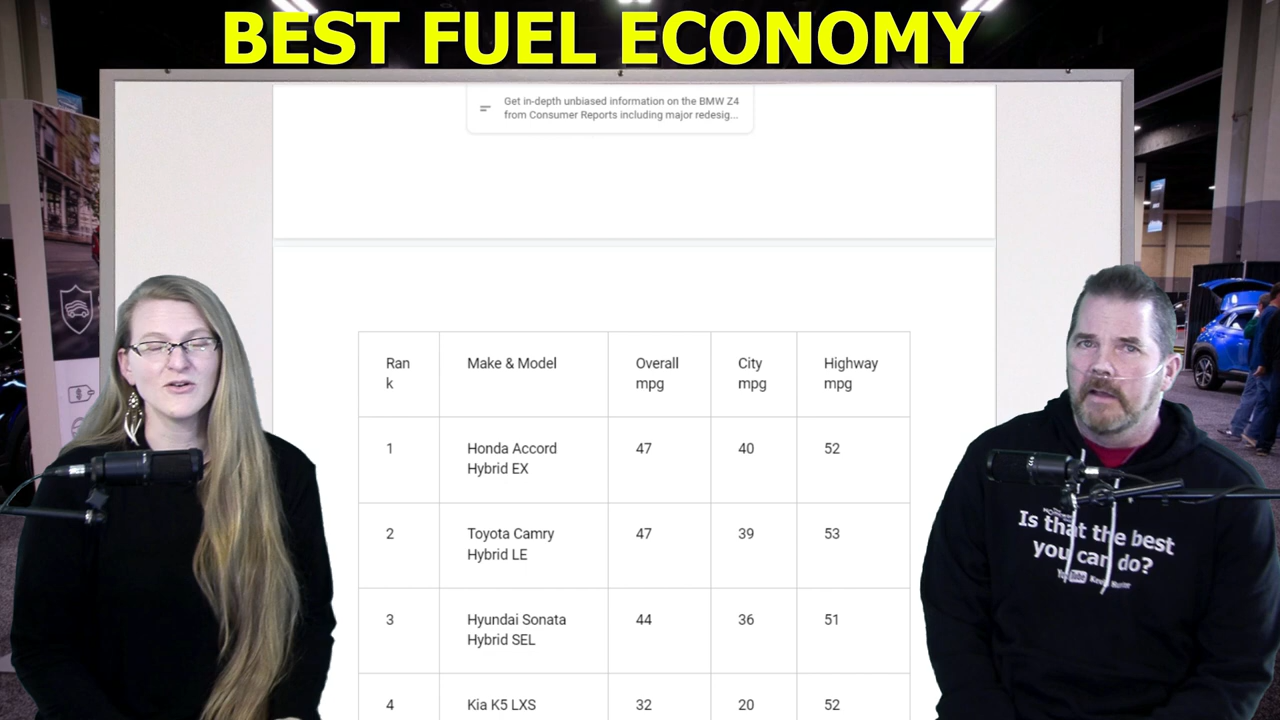 BEST FUEL ECONOMY
Get in-depth unbiased information on the BMW Z4
from Consumer Reports including major redesig...
Ran
k
Make & Model
Overall
mpg
City
mpg
Highway
mpg
1
Honda Accord
Hybrid EX
47
40
52
2
Toyota Camry
Hybrid LE
47
39
53
3
Hyundai Sonata
Hybrid SEL
44
36
51
4
Kia K5 LXS
32
20
52
Is that the best
you can do?
YouTube Kevin Hunter